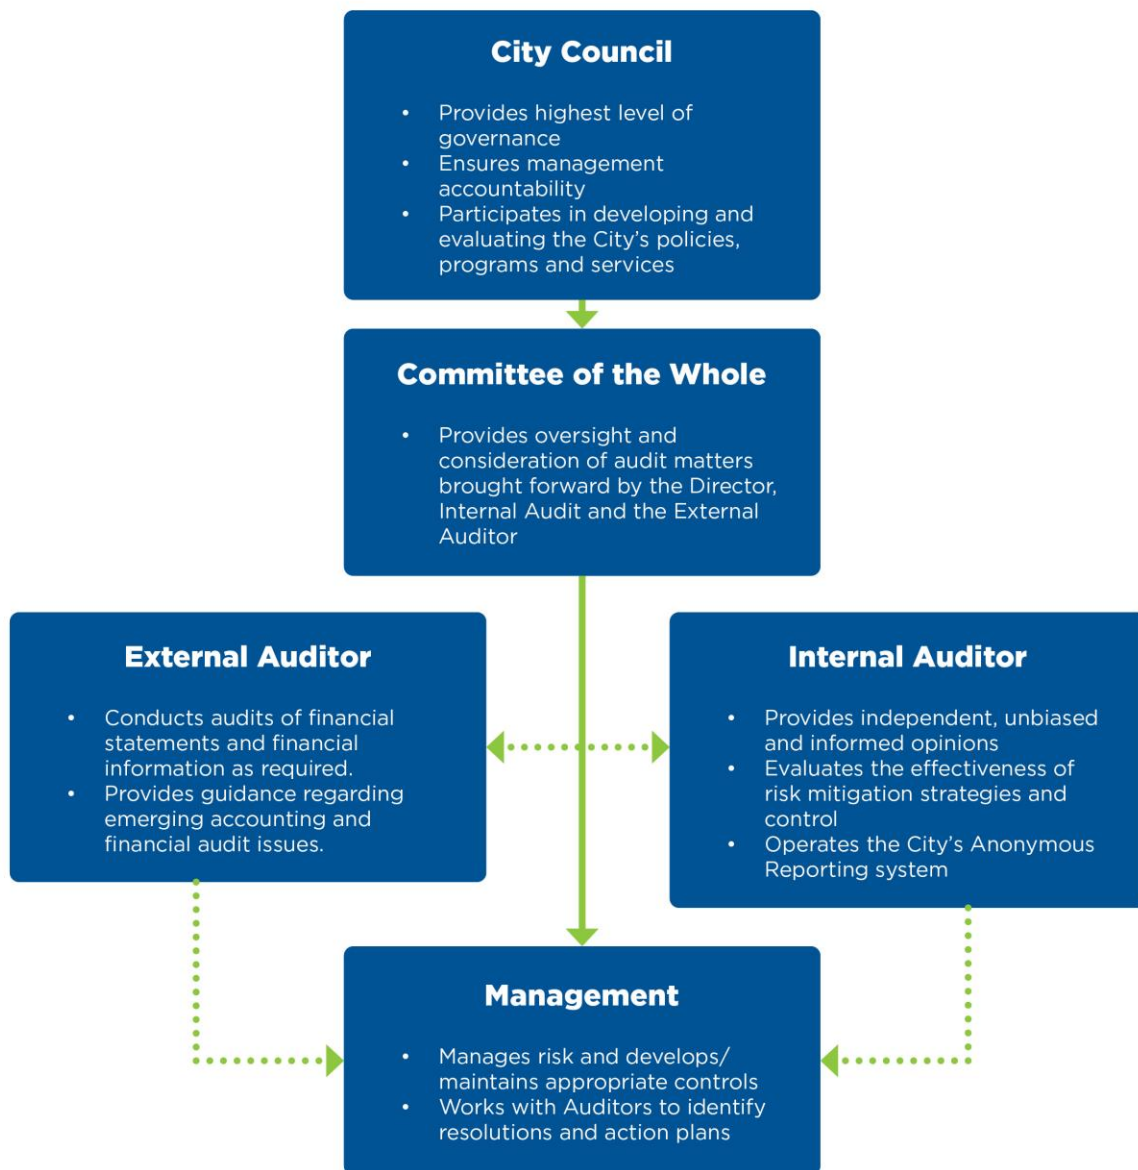 City Council
• Provides highest level of
governance
• Ensures management
accountability
• Participates in developing and
evaluating the City’s policies,
programs and services
Committee of the Whole
• Provides oversight and
consideration of audit matters
brought forward by the Director,
Internal Audit and the External
Auditor
External Auditor
• Conducts audits of financial
statements and financial
information as required.
• Provides guidance regarding
emerging accounting and
financial audit issues.
Internal Auditor
• Provides independent, unbiased
and informed opinions
• Evaluates the effectiveness of
risk mitigation strategies and
control
• Operates the City’s Anonymous
Reporting system
Management
• Manages risk and develops/
maintains appropriate controls
• Works with Auditors to identify
resolutions and action plans